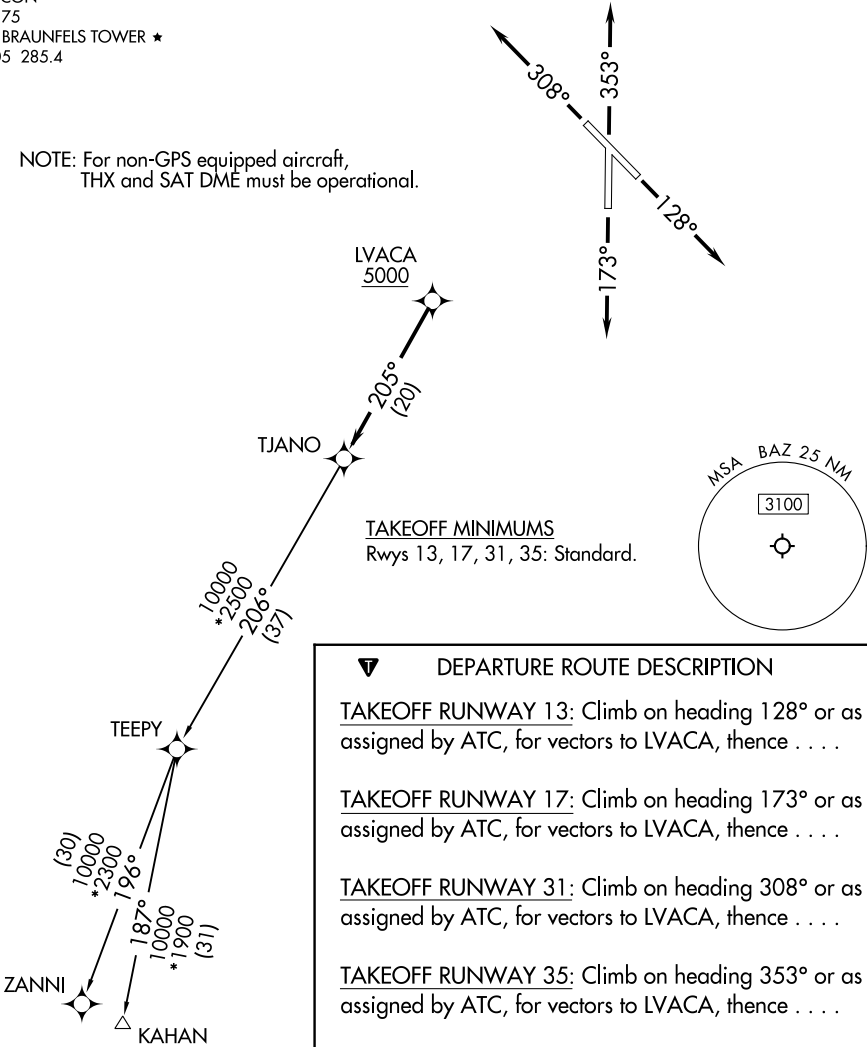 75
BRAUNFELS TOWER ★
285.4
NOTE: For non-GPS equipped aircraft,
THX and SAT DME must be operational.
308°
353°
128°
173°
LVACA
5000
205°
(20)
TJANO
TAKEOFF MINIMUMS
Rwys 13, 17, 31, 35: Standard.
MSA BAZ 25 NM
3100
10000
*2500
206°
(37)
TEEPY
(30)
10000
*2300
196°
187°
10000
*1900
(31)
ZANNI
KAHAN
T DEPARTURE ROUTE DESCRIPTION
TAKEOFF RUNWAY 13: Climb on heading 128° or as
assigned by ATC, for vectors to LVACA, thence . . . .
TAKEOFF RUNWAY 17: Climb on heading 173° or as
assigned by ATC, for vectors to LVACA, thence . . . .
TAKEOFF RUNWAY 31: Climb on heading 308° or as
assigned by ATC, for vectors to LVACA, thence . . . .
TAKEOFF RUNWAY 35: Climb on heading 353° or as
assigned by ATC, for vectors to LVACA, thence . . . .